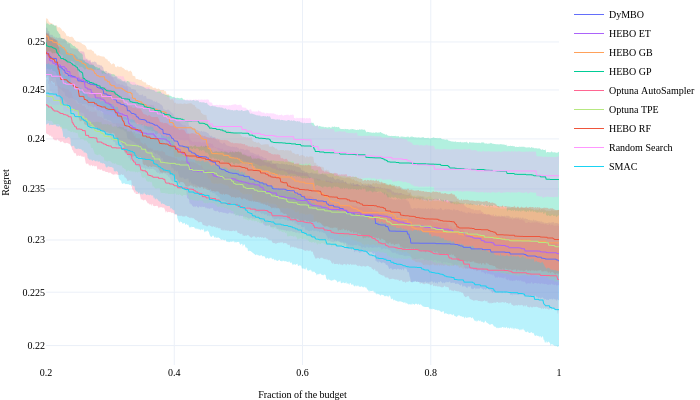 DyMBO
HEBO ET
HEBO GB
HEBO GP
Optuna AutoSampler
Optuna TPE
HEBO RF
Random Search
SMAC
Regret
0.25
0.245
0.24
0.235
0.23
0.225
0.22
0.2 0.4 0.6 0.8 1
Fraction of the budget